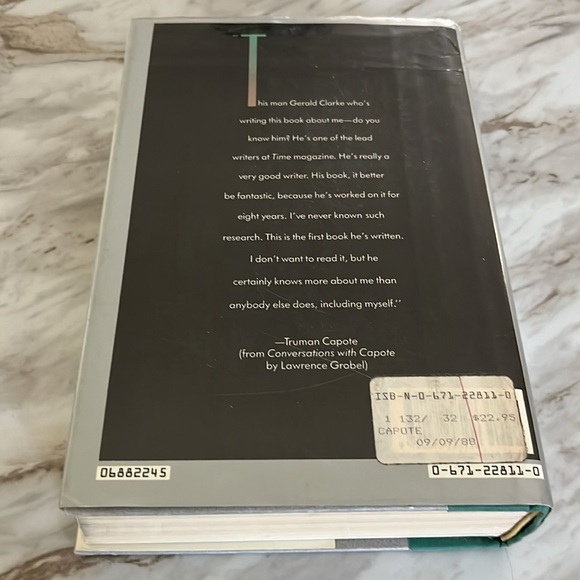 "This man Gerald Clarke who's
writing this book about me—do you
know him? He's one of the lead
writers at Time magazine. He's really a
very good writer. His book, it better
be fantastic, because he's worked on it for
eight years. I've never known such
research. This is the first book he's written.
I don't want to read it, but he
certainly knows more about me than
anybody else does, including myself."
—Truman Capote
(from Conversations with Capote
by Lawrence Grobel)
ISB-N-0-671-22811-0
1 132/ 32 $22.95
CAPOTE
09/09/88
06882245
0-671-22811-0